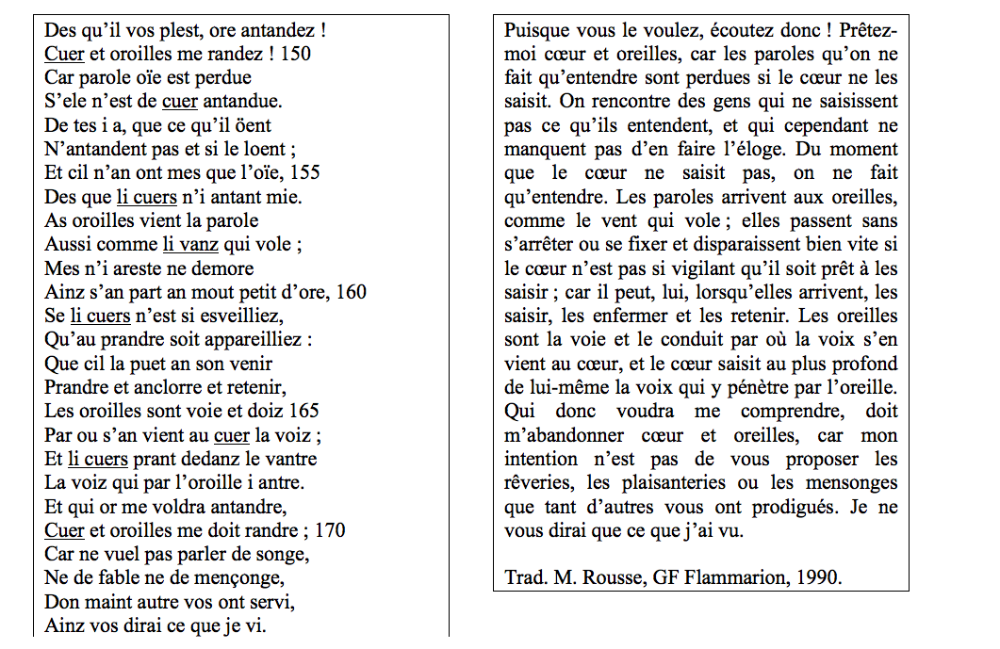 Des qu’il vos plest, ore antandez !
Cuer et oroilles me randez ! 150
Car parole oïe est perdue
S’ele n’est de cuer antandue.
De tes i a, que ce qu’il öent
N’antandent pas et si le loent ;
Et cil n’an ont mes que l’oïe, 155
Des que li cuers n’i antant mie.
As oroilles vient la parole
Aussi comme li vanz qui vole ;
Mes n’i areste ne demore
Ainz s’an part an mout petit d’ore, 160
Se li cuers n’est si esveilliez,
Qu’au prandre soit appareilliez :
Que cil la puet an son venir
Prandre et anclorre et retenir,
Les oroilles sont voie et doiz 165
Par ou s’an vient au cuer la voiz ;
Et li cuers prant dedanz le vantre
La voiz qui par l’oroille i antre.
Et qui or me voldra antandre,
Cuer et oroilles me doit randre ; 170
Car ne vuel pas parler de songe,
Ne de fable ne de mençonge,
Don maint autre vos ont servi,
Ainz vos dirai ce que je vi.
Puisque vous le voulez, écoutez donc ! Prêtez-
moi cœur et oreilles, car les paroles qu’on ne
fait qu’entendre sont perdues si le cœur ne les
saisit. On rencontre des gens qui ne saisissent
pas ce qu’ils entendent, et qui cependant ne
manquent pas d’en faire l’éloge. Du moment
que le cœur ne saisit pas, on ne fait
qu’entendre. Les paroles arrivent aux oreilles,
comme le vent qui vole ; elles passent sans
s’arrêter ou se fixer et disparaissent bien vite si
le cœur n’est pas si vigilant qu’il soit prêt à les
saisir ; car il peut, lui, lorsqu’elles arrivent, les
saisir, les enfermer et les retenir. Les oreilles
sont la voie et le conduit par où la voix s’en
vient au cœur, et le cœur saisit au plus profond
de lui-même la voix qui y pénètre par l’oreille.
Qui donc voudra me comprendre, doit
m’abandonner cœur et oreilles, car mon
intention n’est pas de vous proposer les
rêveries, les plaisanteries ou les mensonges
que tant d’autres vous ont prodigués. Je ne
vous dirai que ce que j’ai vu.
Trad. M. Rousse, GF Flammarion, 1990.